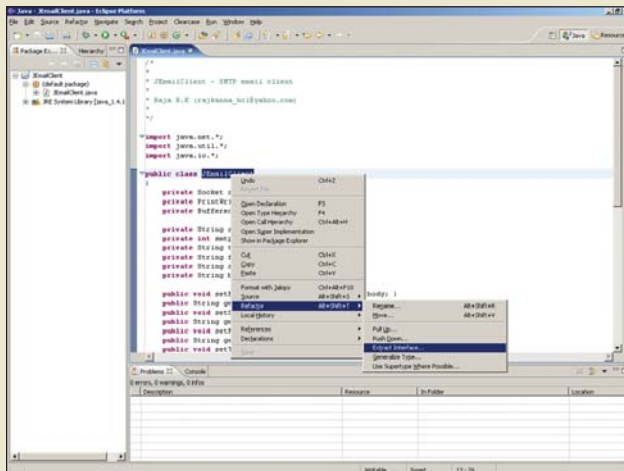 Java - JEmailClient.java - Eclipse Platform
File Edit Source Refactor Navigate Search Project Clearcase Run Window Help
Java Resource
Package Ex... Hierarchy
JEmailClient.java
JEmailClient
(default package)
JEmailClient.java
JRE System Library [java_1.4.1
/*
*
* JEmailClient - SMTP email client
*
*
*/
import java.net.*;
import java.util.*;
import java.io.*;
public class JEmailClient
{
private Socket
private PrintWri
private Buffered
private String
private int
private String
private String
private String
private String
private String
public void set body; }
public String ge
public void set
public String ge
public void set
public String ge
public void setT
Undo Ctrl+Z
Revert File
Open Declaration F3
Open Type Hierarchy F4
Open Call Hierarchy Ctrl+Alt+H
Open Super Implementation
Show in Package Explorer
Cut Ctrl+X
Copy Ctrl+C
Paste Ctrl+V
Format with Jalopy Ctrl+Alt+F10
Source Alt+Shift+S
Refactor Alt+Shift+T
Local History
References
Declarations
Save
Rename... Alt+Shift+R
Move... Alt+Shift+V
Pull Up...
Push Down...
Extract Interface...
Generalize Type...
Use Supertype Where Possible...
Problems Console
0 errors, 0 warnings, 0 infos
Description Resource In Folder Location
Writable Insert